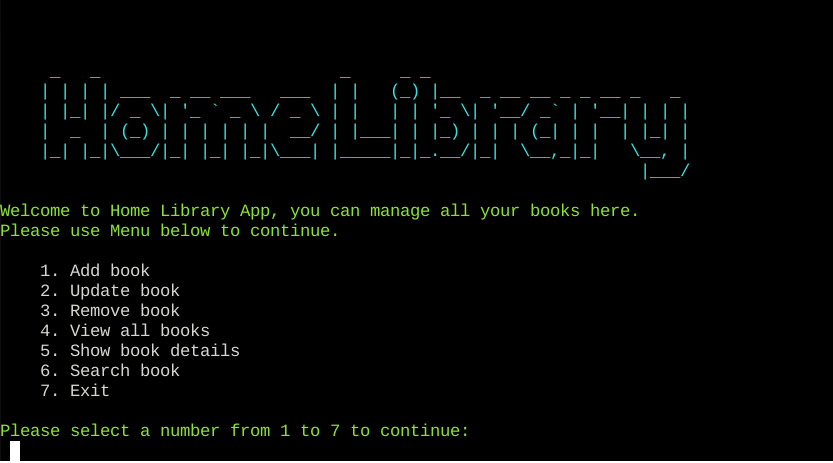 HomeLibrary
Welcome to Home Library App, you can manage all your books here.
Please use Menu below to continue.
1. Add book
2. Update book
3. Remove book
4. View all books
5. Show book details
6. Search book
7. Exit
Please select a number from 1 to 7 to continue: